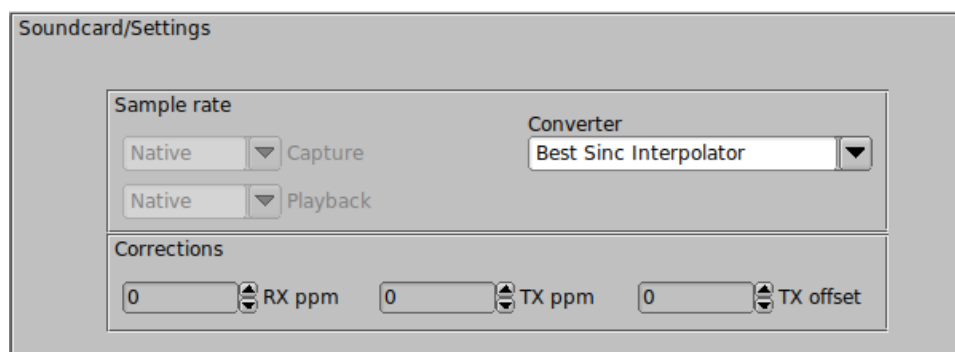 Soundcard/Settings
Sample rate
Converter
Native Capture
Best Sinc Interpolator
Native Playback
Corrections
0 RX ppm 0 TX ppm 0 TX offset